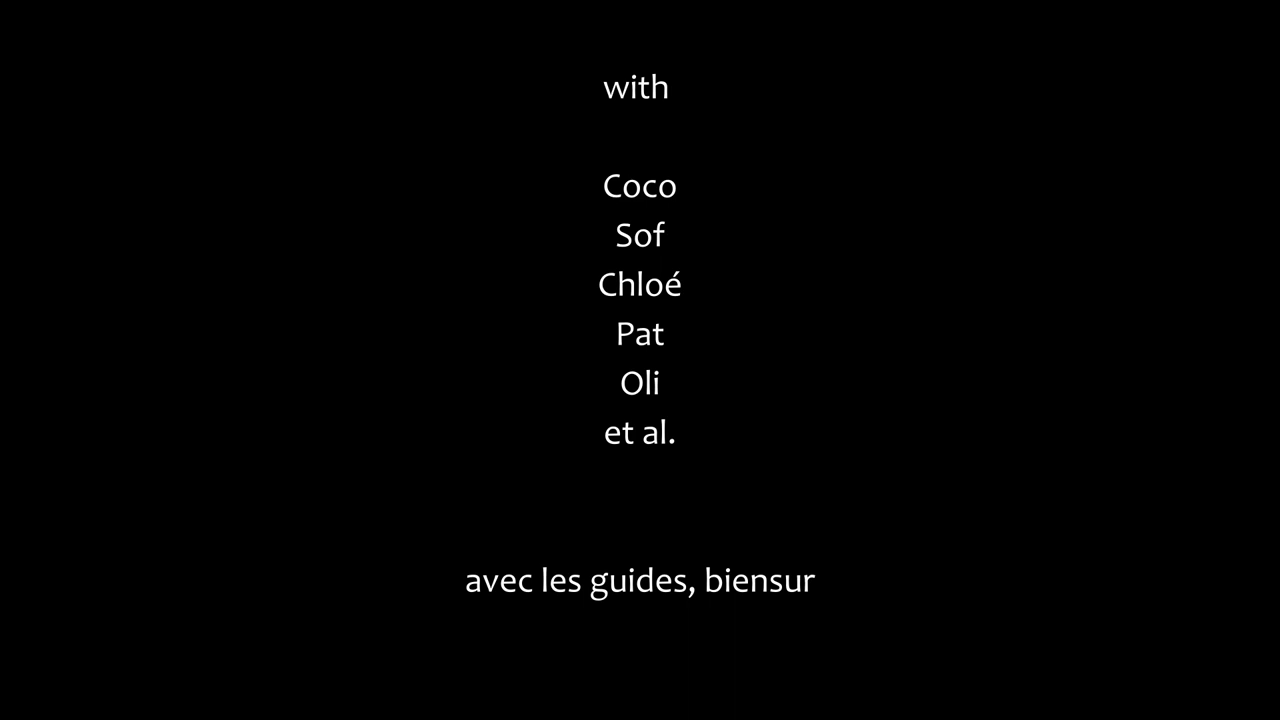 with
Coco
Sof
Chloé
Pat
Oli
et al.
avec les guides, biensur